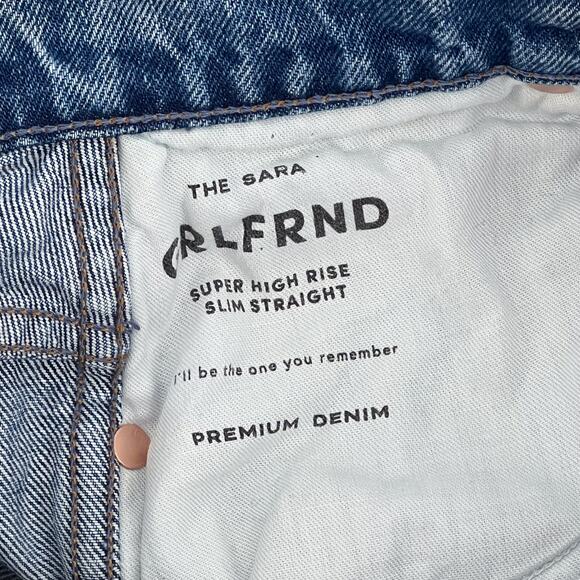 THE SARA
GRLFRND
SUPER HIGH RISE
SLIM STRAIGHT
I'll be the one you remember
PREMIUM DENIM